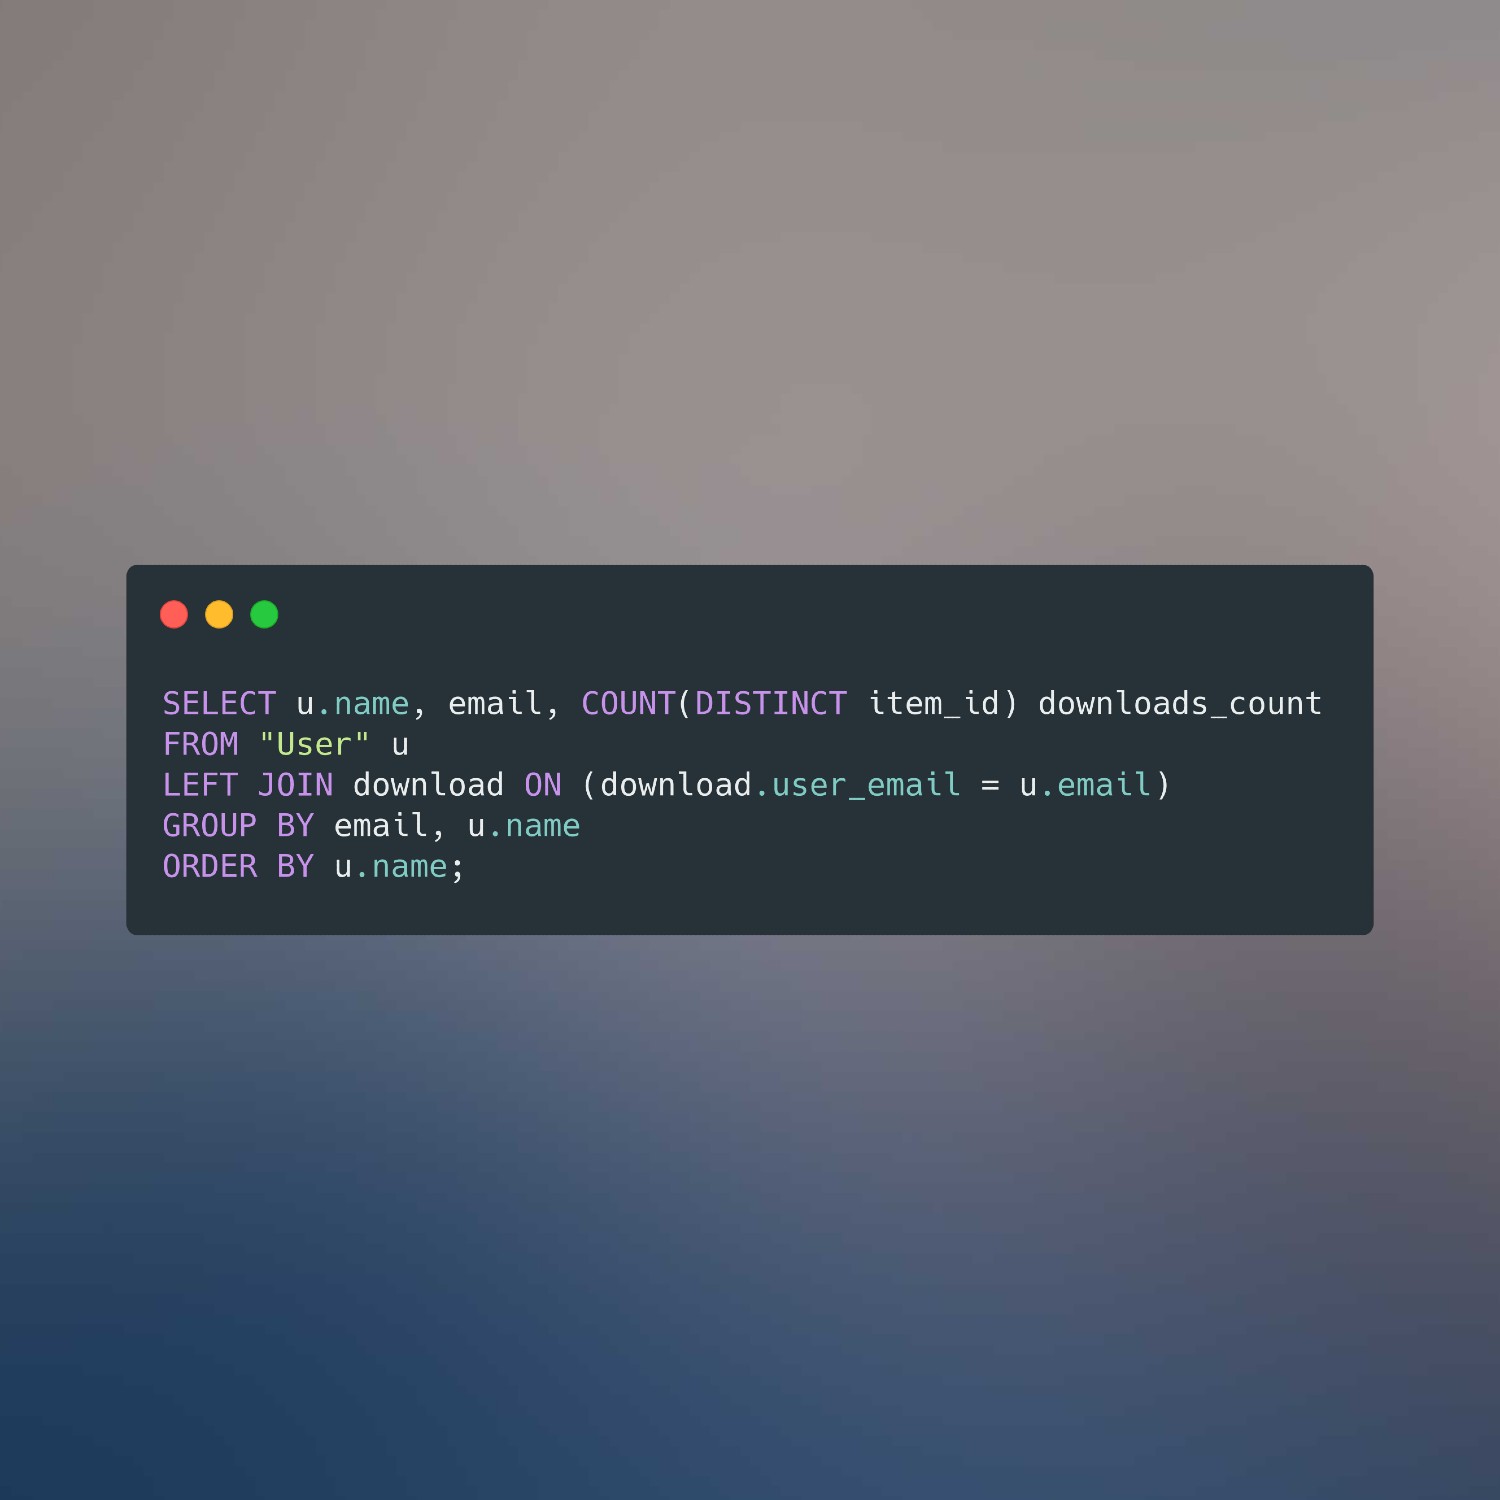 SELECT u.name, email, COUNT(DISTINCT item_id) downloads_count
FROM "User" u
LEFT JOIN download ON (download.user_email = u.email)
GROUP BY email, u.name
ORDER BY u.name;